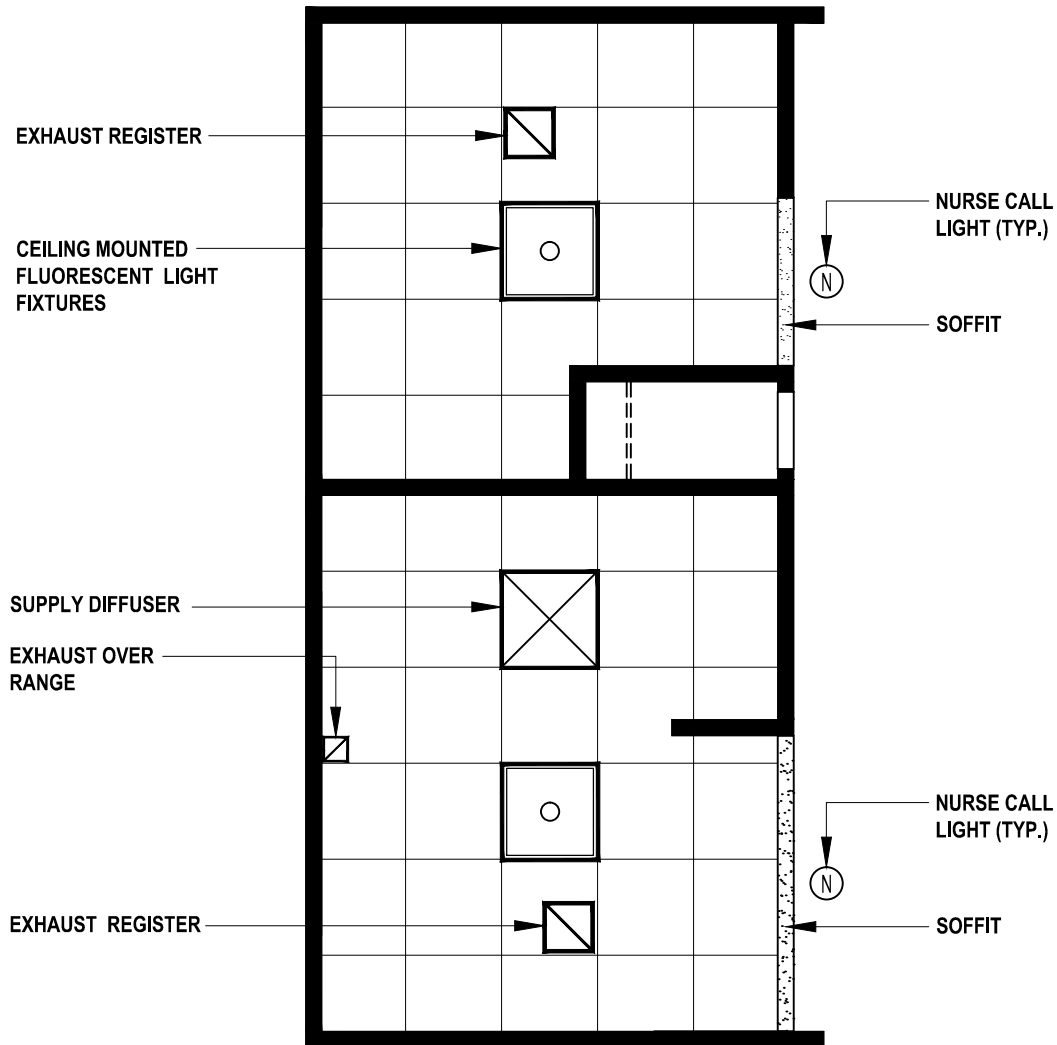 EXHAUST REGISTER
CEILING MOUNTED
FLUORESCENT LIGHT
FIXTURES
NURSE CALL
LIGHT (TYP.)
N
SOFFIT
SUPPLY DIFFUSER
EXHAUST OVER
RANGE
NURSE CALL
LIGHT (TYP.)
N
EXHAUST REGISTER
SOFFIT